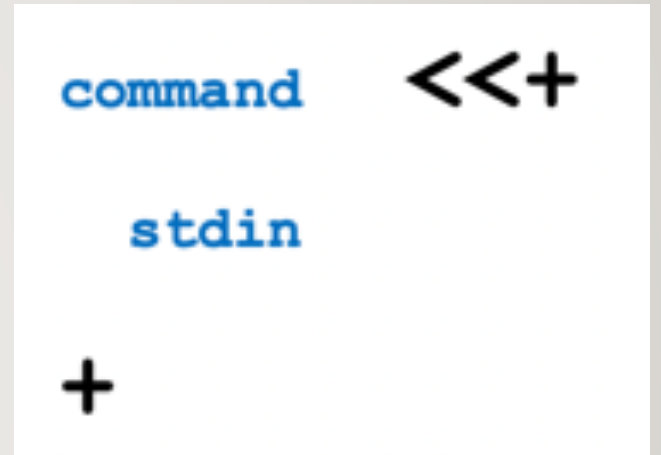 command <<+
stdin
+